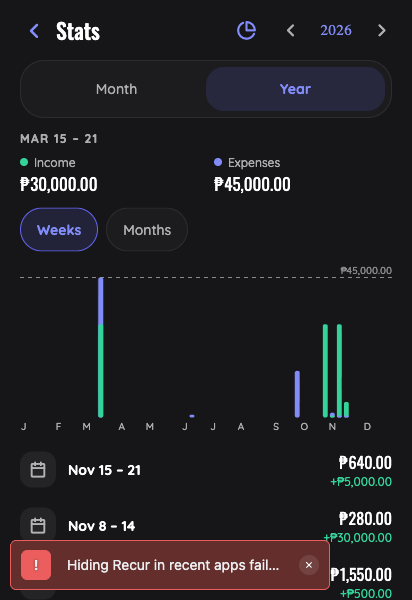 Stats
2026
Month
Year
MAR 15 – 21
Income
Expenses
₱30,000.00
₱45,000.00
Weeks
Months
₱45,000.00
J F M A M J J A S O N D
Nov 15 – 21
₱640.00
+₱5,000.00
Nov 8 – 14
₱280.00
+₱30,000.00
! Hiding Recur in recent apps fail... ×
₱1,550.00
+₱500.00